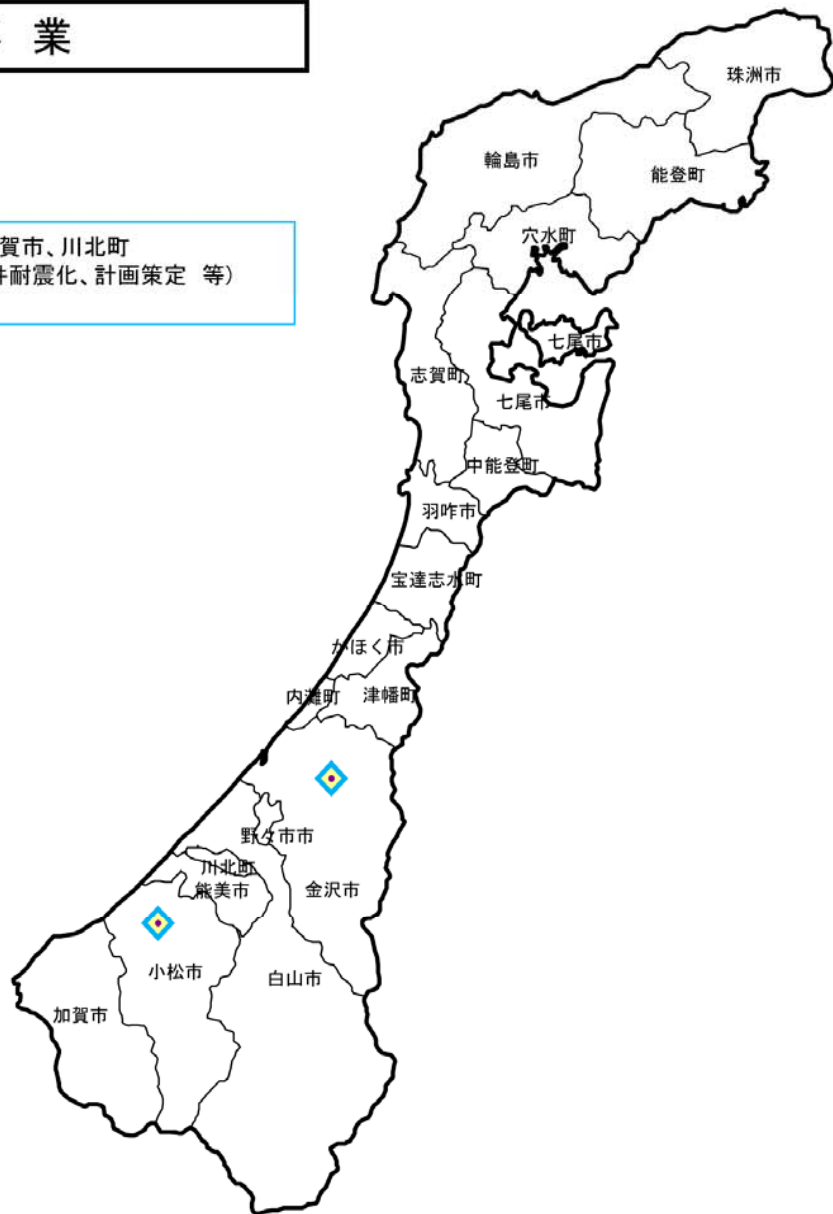 業
賀市、川北町
耐震化、計画策定 等)
珠洲市
輪島市
能登町
穴水町
七尾市
志賀町
七尾市
中能登町
羽咋市
宝達志水町
かほく市
内灘町
津幡町
野々市市
川北町
能美市
金沢市
小松市
白山市
加賀市